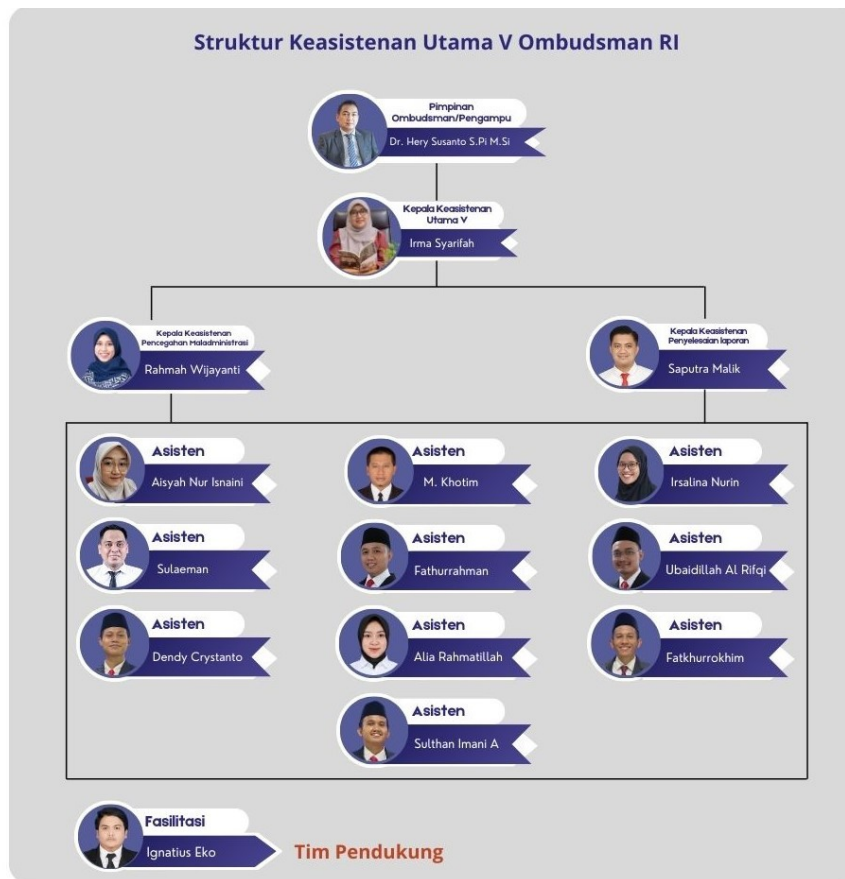 Struktur Keasistenan Utama V Ombudsman RI
Pimpinan
Ombudsman/Pengampu
Dr. Hery Susanto S.Pi M.Si
Kepala Keasistenan
Utama V
Irma Syarifah
Kepala Keasistenan
Pencegahan Maladministrasi
Rahmah Wijayanti
Kepala Keasistenan
Penyelesaian laporan
Saputra Malik
Asisten
Aisyah Nur Isnaini
Asisten
M. Khotim
Asisten
Irsalina Nurin
Asisten
Sulaeman
Asisten
Fathurrahman
Asisten
Ubaidillah Al Rifqi
Asisten
Dendy Crystanto
Asisten
Alia Rahmatillah
Asisten
Fatkhurrokhim
Asisten
Sulthan Imani A
Fasilitasi
Ignatius Eko
Tim Pendukung